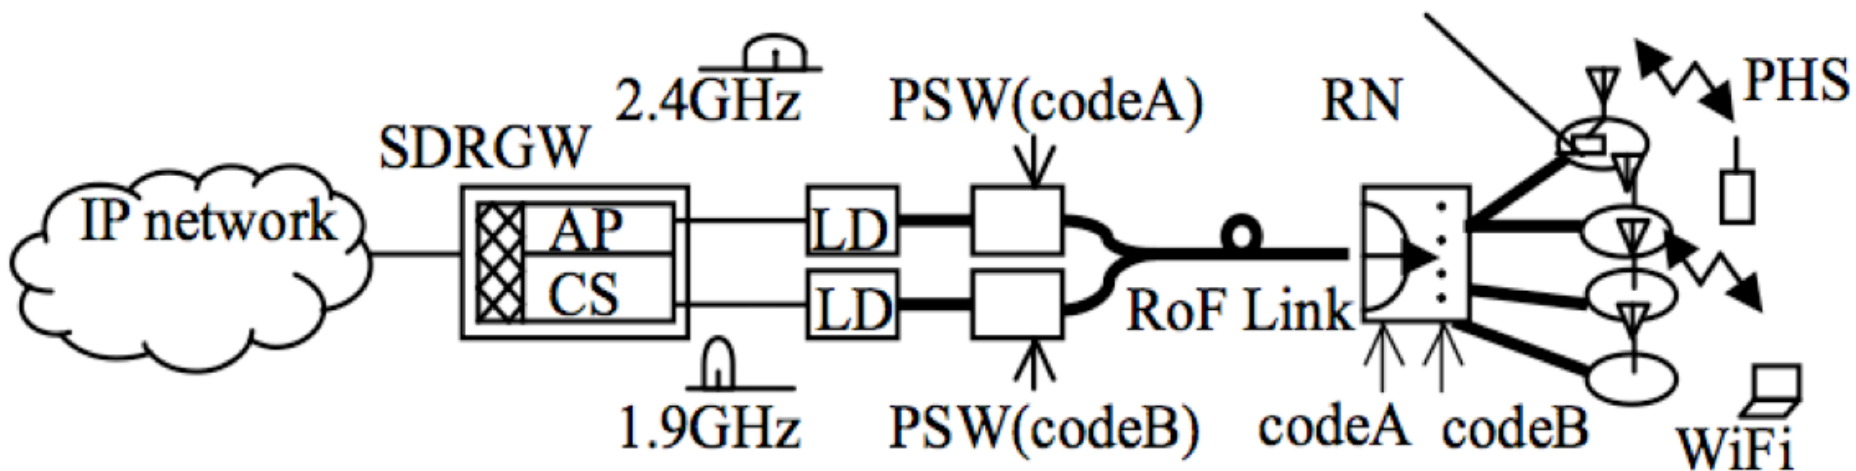 2.4GHz
PSW(codeA)
RN
PHS
SDRGW
IP network
AP
CS
LD
LD
RoF Link
1.9GHz
PSW(codeB)
codeA
codeB
WiFi